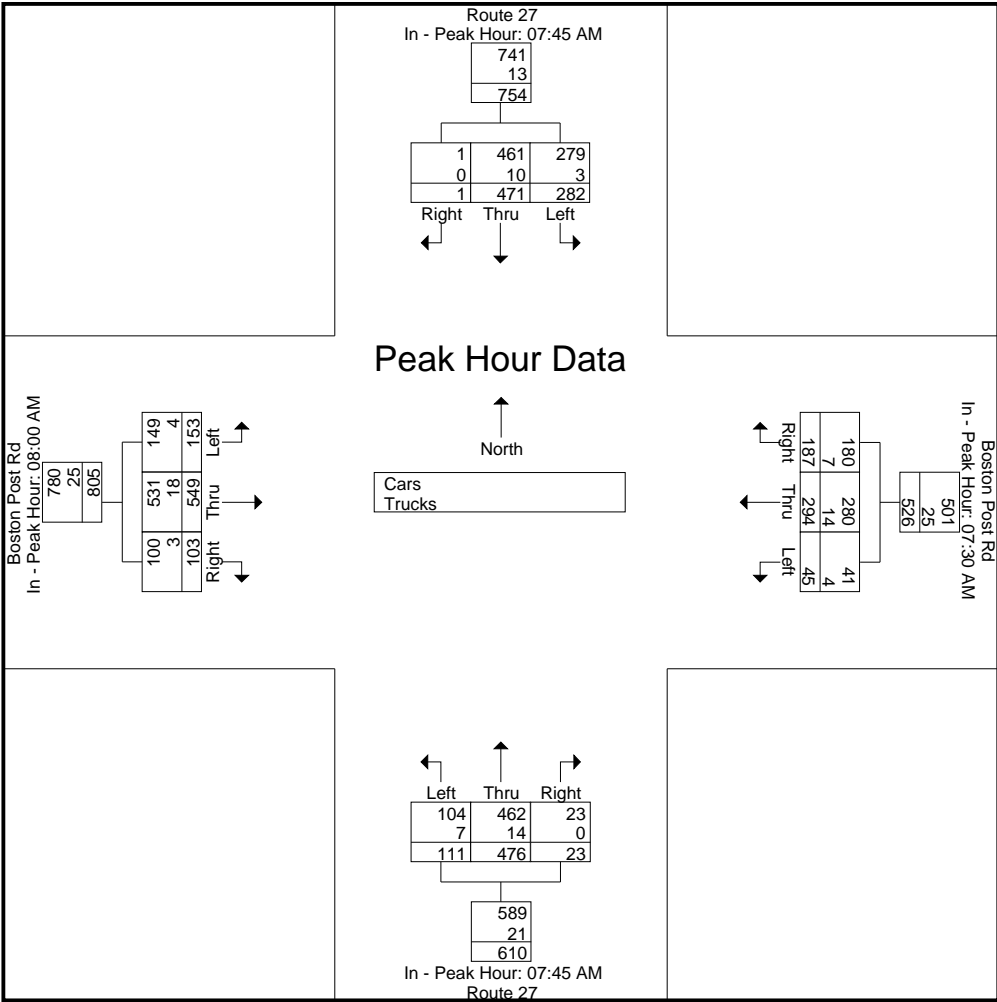 Route 27
In - Peak Hour: 07:45 AM
741
13
754
1 461 279
0 10 3
1 471 282
Right Thru Left
Peak Hour Data
North
Cars
Trucks
Boston Post Rd
In - Peak Hour: 08:00 AM
780
25
805
149 4 153 Left
531 18 549 Thru
100 3 103 Right
Boston Post Rd
In - Peak Hour: 07:30 AM
501
25
526
Right 187 7 180
Thru 294 14 280
Left 45 4 41
Left Thru Right
104 462 23
7 14 0
111 476 23
589
21
610
In - Peak Hour: 07:45 AM
Route 27